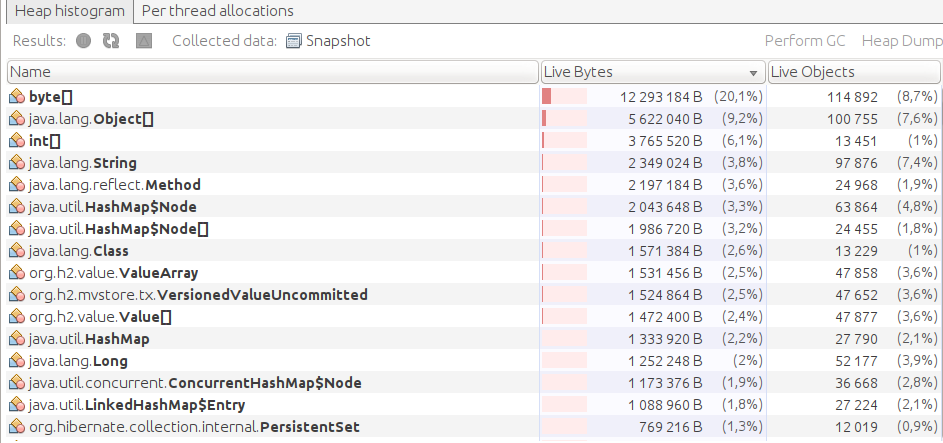 Heap histogram Per thread allocations
Results: Collected data: Snapshot Perform GC Heap Dump
Name Live Bytes Live Objects
byte[] 12 293 184 B (20,1%) 114 892 (8,7%)
java.lang.Object[] 5 622 040 B (9,2%) 100 755 (7,6%)
int[] 3 765 520 B (6,1%) 13 451 (1%)
java.lang.String 2 349 024 B (3,8%) 97 876 (7,4%)
java.lang.reflect.Method 2 197 184 B (3,6%) 24 968 (1,9%)
java.util.HashMap$Node 2 043 648 B (3,3%) 63 864 (4,8%)
java.util.HashMap$Node[] 1 986 720 B (3,2%) 24 455 (1,8%)
java.lang.Class 1 571 384 B (2,6%) 13 229 (1%)
org.h2.value.ValueArray 1 531 456 B (2,5%) 47 858 (3,6%)
org.h2.mvstore.tx.VersionedValueUncommitted 1 524 864 B (2,5%) 47 652 (3,6%)
org.h2.value.Value[] 1 472 400 B (2,4%) 47 877 (3,6%)
java.util.HashMap 1 333 920 B (2,2%) 27 790 (2,1%)
java.lang.Long 1 252 248 B (2%) 52 177 (3,9%)
java.util.concurrent.ConcurrentHashMap$Node 1 173 376 B (1,9%) 36 668 (2,8%)
java.util.LinkedHashMap$Entry 1 088 960 B (1,8%) 27 224 (2,1%)
org.hibernate.collection.internal.PersistentSet 769 216 B (1,3%) 12 019 (0,9%)